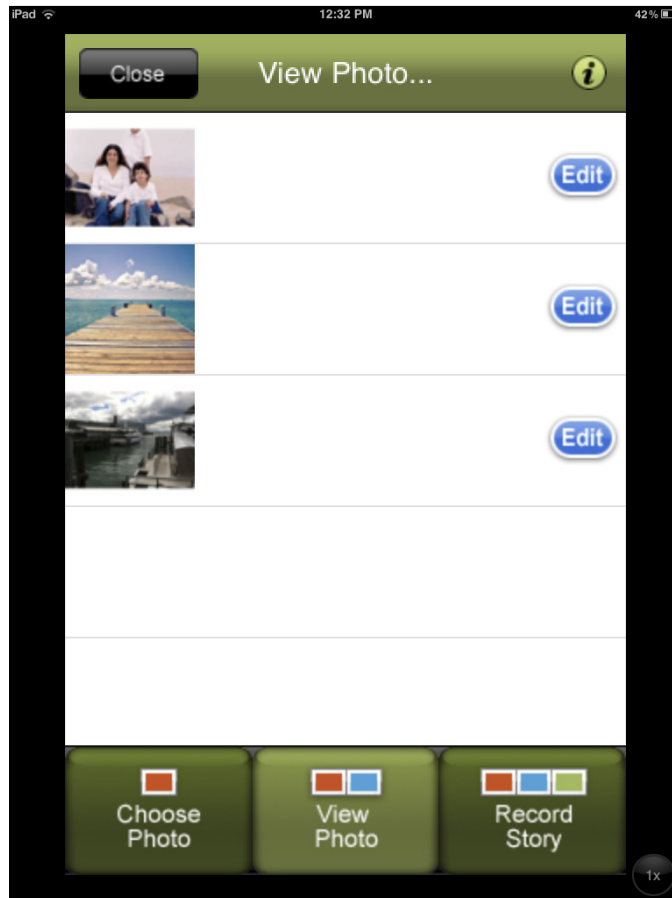 iPad 12:32 PM 42%
Close View Photo... i
Edit
Edit
Edit
Choose Photo
View Photo
Record Story
1x